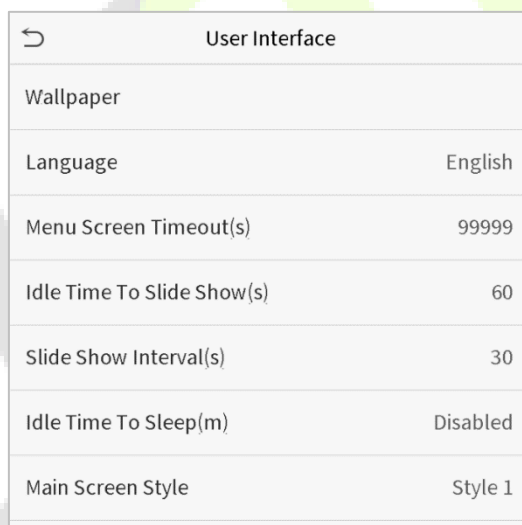 User Interface
Wallpaper
Language English
Menu Screen Timeout(s) 99999
Idle Time To Slide Show(s) 60
Slide Show Interval(s) 30
Idle Time To Sleep(m) Disabled
Main Screen Style Style 1